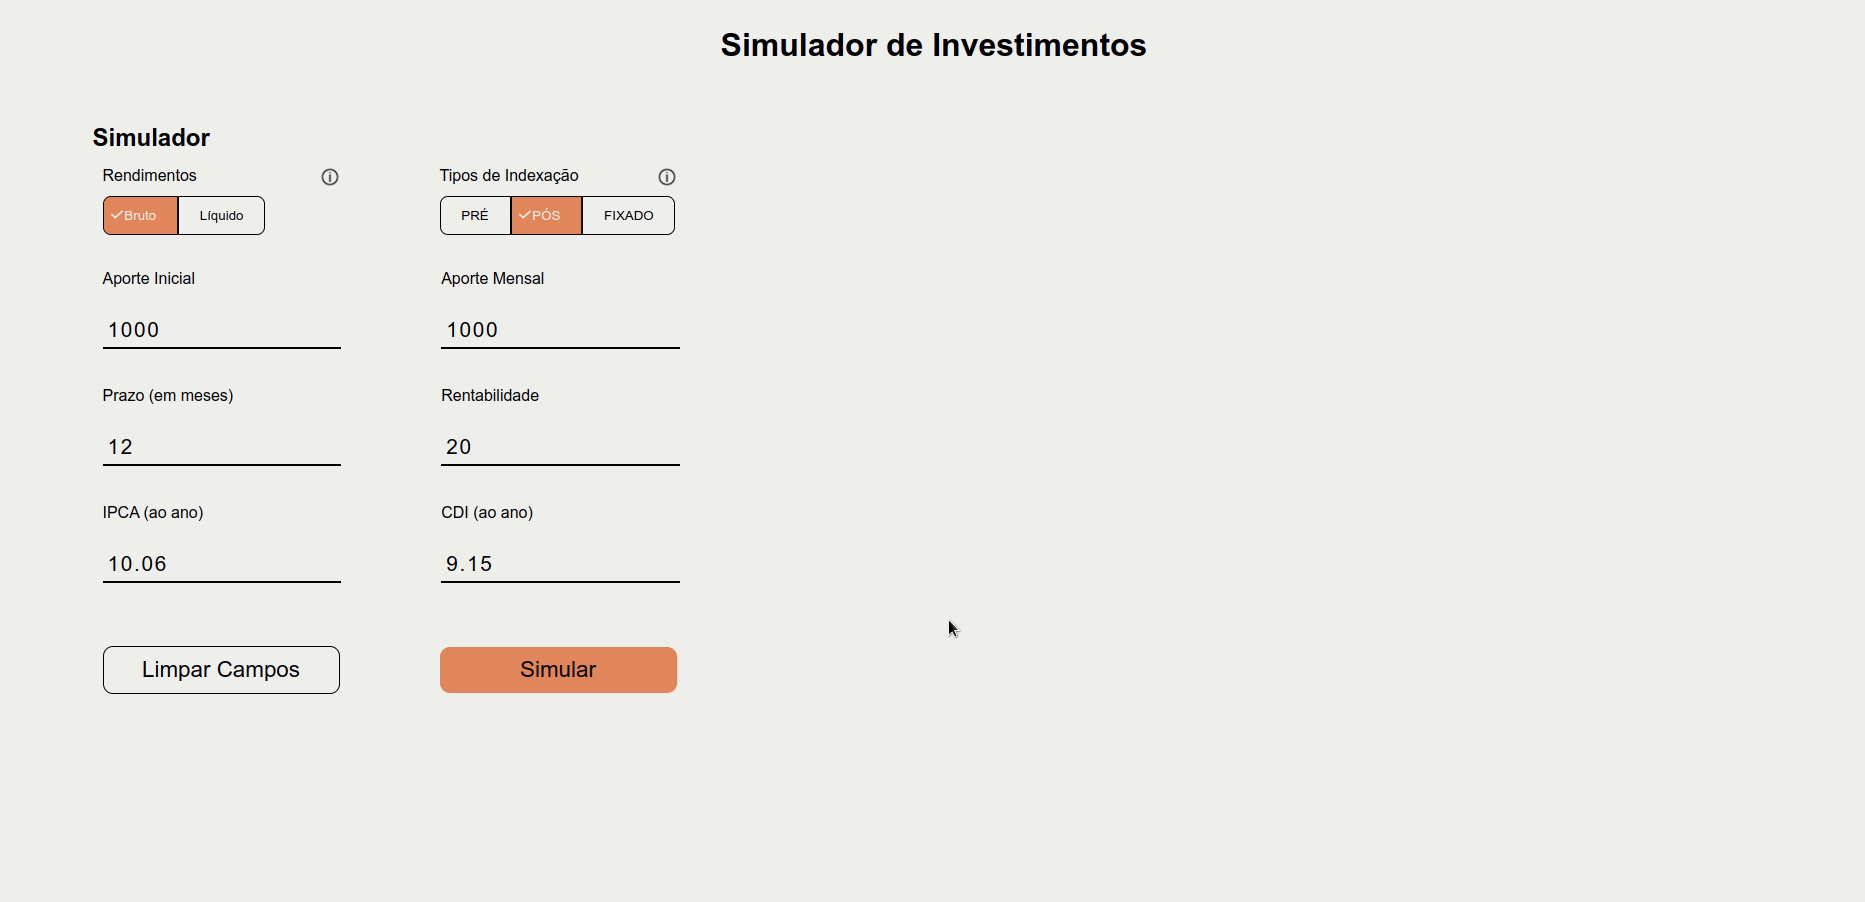 Simulador de Investimentos
Simulador
Rendimentos
Tipos de Indexação
Bruto Líquido
PRÉ PÓS FIXADO
Aporte Inicial
Aporte Mensal
1000
1000
Prazo (em meses)
Rentabilidade
12
20
IPCA (ao ano)
CDI (ao ano)
10.06
9.15
Limpar Campos
Simular